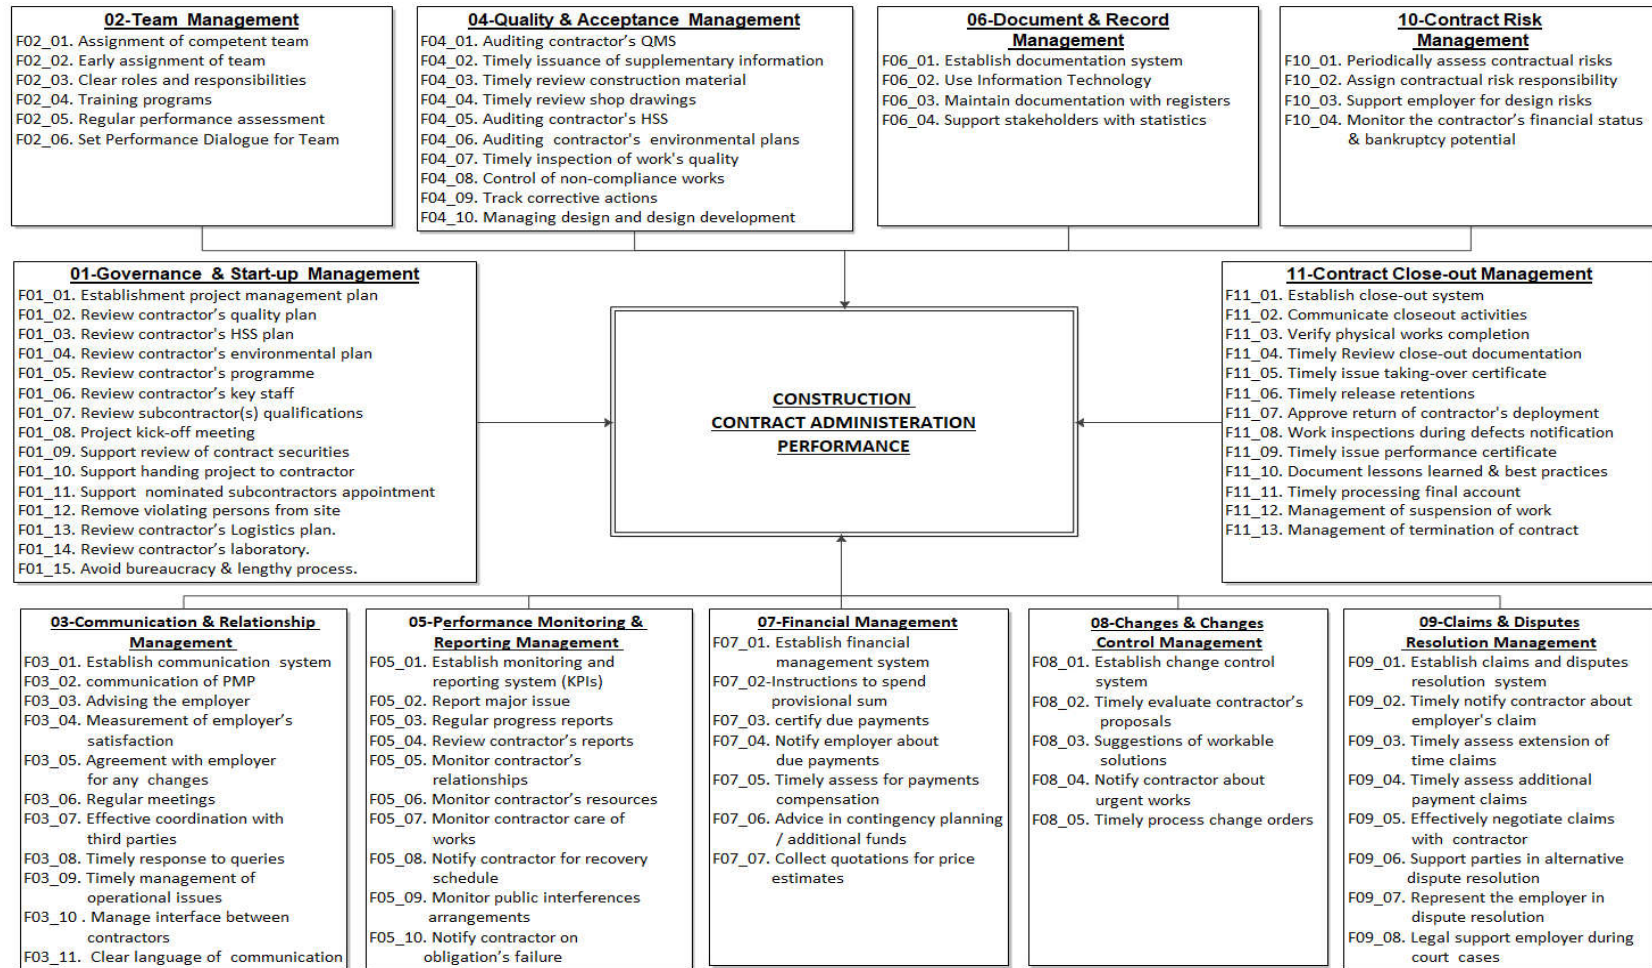 02-Team Management
F02_01. Assignment of competent team
F02_02. Early assignment of team
F02_03. Clear roles and responsibilities
F02_04. Training programs
F02_05. Regular performance assessment
F02_06. Set Performance Dialogue for Team
04-Quality & Acceptance Management
F04_01. Auditing contractor’s QMS
F04_02. Timely issuance of supplementary information
F04_03. Timely review construction material
F04_04. Timely review shop drawings
F04_05. Auditing contractor's HSS
F04_06. Auditing contractor's environmental plans
F04_07. Timely inspection of work's quality
F04_08. Control of non-compliance works
F04_09. Track corrective actions
F04_10. Managing design and design development
06-Document & Record
Management
F06_01. Establish documentation system
F06_02. Use Information Technology
F06_03. Maintain documentation with registers
F06_04. Support stakeholders with statistics
10-Contract Risk
Management
F10_01. Periodically assess contractual risks
F10_02. Assign contractual risk responsibility
F10_03. Support employer for design risks
F10_04. Monitor the contractor’s financial status
& bankruptcy potential
01-Governance & Start-up Management
F01_01. Establishment project management plan
F01_02. Review contractor’s quality plan
F01_03. Review contractor's HSS plan
F01_04. Review contractor's environmental plan
F01_05. Review contractor's programme
F01_06. Review contractor’s key staff
F01_07. Review subcontractor(s) qualifications
F01_08. Project kick-off meeting
F01_09. Support review of contract securities
F01_10. Support handing project to contractor
F01_11. Support nominated subcontractors appointment
F01_12. Remove violating persons from site
F01_13. Review contractor’s Logistics plan.
F01_14. Review contractor’s laboratory.
F01_15. Avoid bureaucracy & lengthy process.
CONSTRUCTION
CONTRACT ADMINISTERATION
PERFORMANCE
11-Contract Close-out Management
F11_01. Establish close-out system
F11_02. Communicate closeout activities
F11_03. Verify physical works completion
F11_04. Timely Review close-out documentation
F11_05. Timely issue taking-over certificate
F11_06. Timely release retentions
F11_07. Approve return of contractor's deployment
F11_08. Work inspections during defects notification
F11_09. Timely issue performance certificate
F11_10. Document lessons learned & best practices
F11_11. Timely processing final account
F11_12. Management of suspension of work
F11_13. Management of termination of contract
03-Communication & Relationship
Management
F03_01. Establish communication system
F03_02. communication of PMP
F03_03. Advising the employer
F03_04. Measurement of employer’s
satisfaction
F03_05. Agreement with employer
for any changes
F03_06. Regular meetings
F03_07. Effective coordination with
third parties
F03_08. Timely response to queries
F03_09. Timely management of
operational issues
F03_10 . Manage interface between
contractors
F03_11. Clear language of communication
05-Performance Monitoring &
Reporting Management
F05_01. Establish monitoring and
reporting system (KPIs)
F05_02. Report major issue
F05_03. Regular progress reports
F05_04. Review contractor’s reports
F05_05. Monitor contractor’s
relationships
F05_06. Monitor contractor’s resources
F05_07. Monitor contractor care of
works
F05_08. Notify contractor for recovery
schedule
F05_09. Monitor public interferences
arrangements
F05_10. Notify contractor on
obligation’s failure
07-Financial Management
F07_01. Establish financial
management system
F07_02-Instructions to spend
provisional sum
F07_03. certify due payments
F07_04. Notify employer about
due payments
F07_05. Timely assess for payments
compensation
F07_06. Advice in contingency planning
/ additional funds
F07_07. Collect quotations for price
estimates
08-Changes & Changes
Control Management
F08_01. Establish change control
system
F08_02. Timely evaluate contractor’s
proposals
F08_03. Suggestions of workable
solutions
F08_04. Notify contractor about
urgent works
F08_05. Timely process change orders
09-Claims & Disputes
Resolution Management
F09_01. Establish claims and disputes
resolution system
F09_02. Timely notify contractor about
employer's claim
F09_03. Timely assess extension of
time claims
F09_04. Timely assess additional
payment claims
F09_05. Effectively negotiate claims
with contractor
F09_06. Support parties in alternative
dispute resolution
F09_07. Represent the employer in
dispute resolution
F09_08. Legal support employer during
court cases